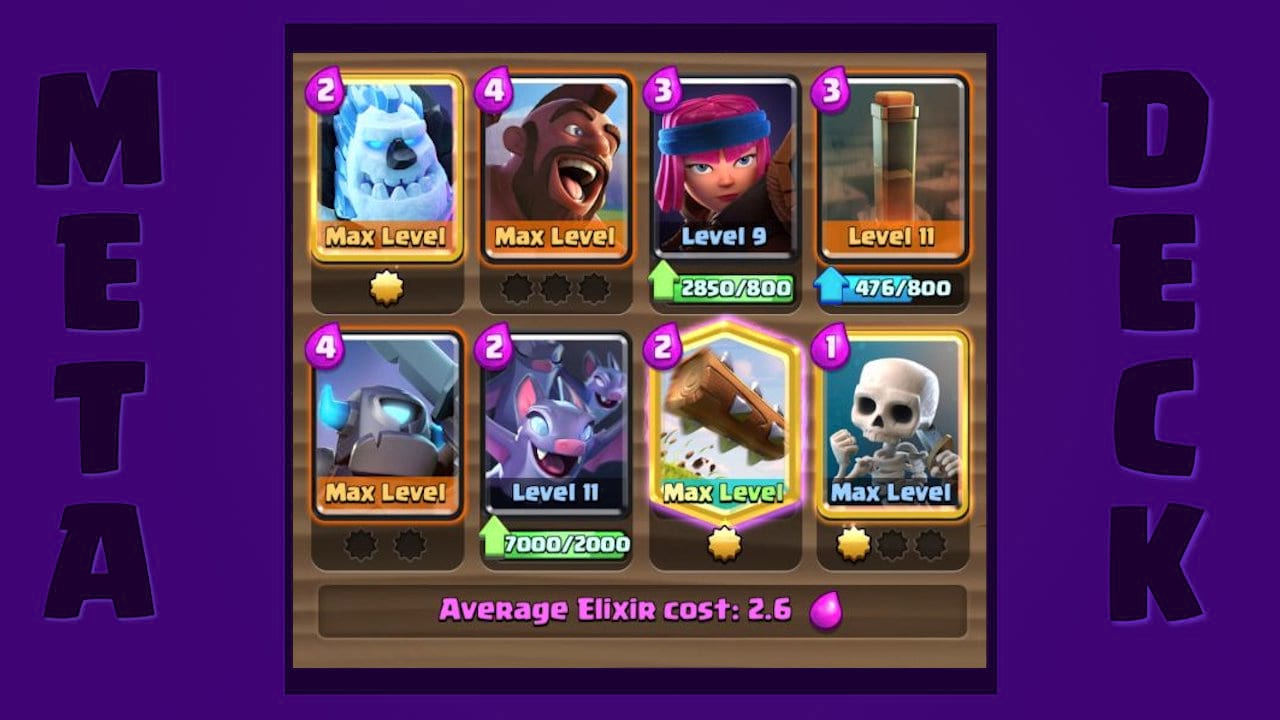 META
DECK
2
4
3
3
Max Level
Max Level
Level 9
Level 11
2850/800
476/800
4
2
2
1
Max Level
Level 11
Max Level
Max Level
7000/2000
Average Elixir cost: 2.6